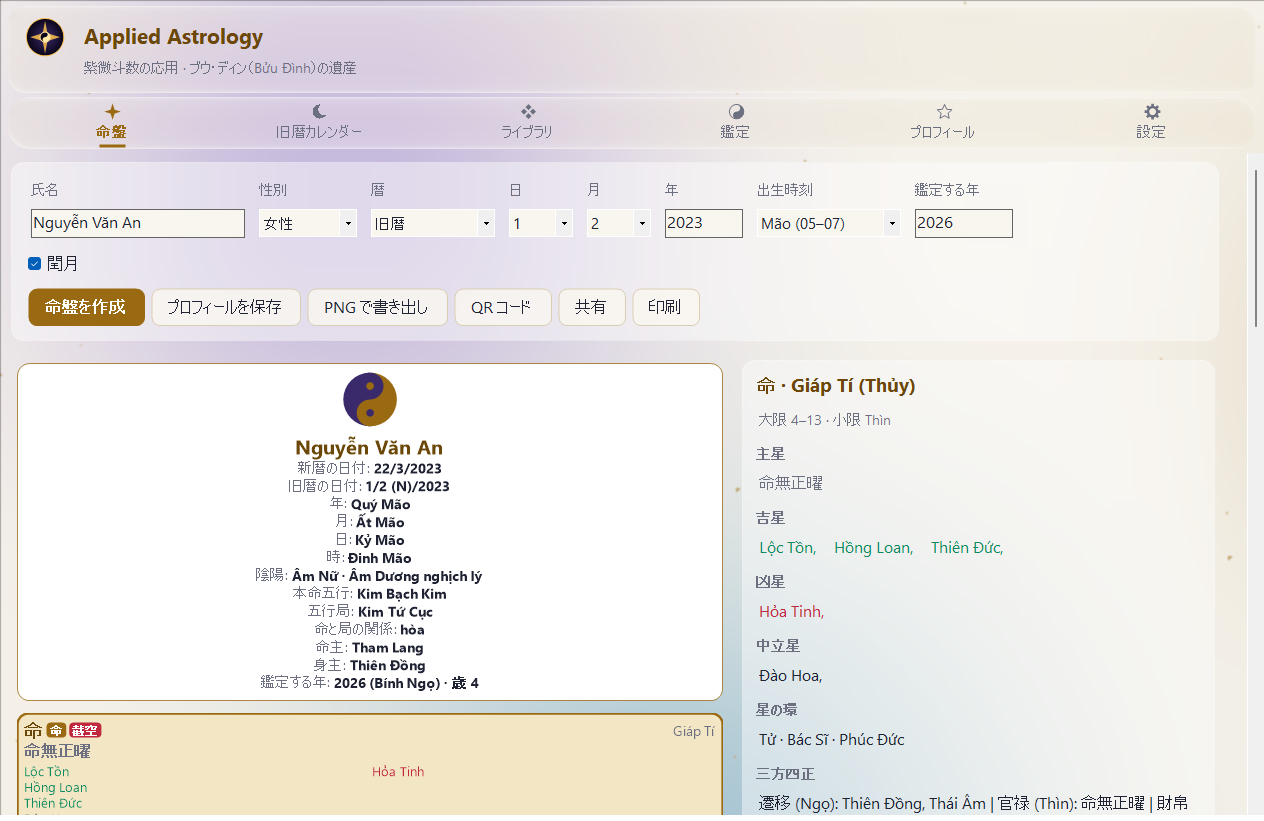 Applied Astrology
紫微斗数の応用 · ブウ・ディン（Bửu Đình）の遺産
命盤
旧暦カレンダー
ライブラリ
鑑定
プロフィール
設定
氏名 性別 暦 日 月 年 出生時刻 鑑定する年
Nguyễn Văn An 女性 旧暦 1 2 2023 Mão (05–07) 2026
閏月
命盤を作成 プロフィールを保存 PNG で書き出し QR コード 共有 印刷
Nguyễn Văn An
新暦の日付: 22/3/2023
旧暦の日付: 1/2 (N)/2023
年: Quý Mão
月: Ất Mão
日: Kỷ Mão
時: Đinh Mão
陰陽: Âm Nữ · Âm Dương nghịch lý
本命五行: Kim Bạch Kim
五行局: Kim Tứ Cục
命と局の関係: hòa
命主: Tham Lang
身主: Thiên Đồng
鑑定する年: 2026 (Bính Ngọ) · 歳 4
命 命 截空 Giáp Tí
命無正曜
Lộc Tồn Hỏa Tinh
Hồng Loan
Thiên Đức
命 · Giáp Tí (Thủy)
大限 4–13 · 小限 Thìn
主星
命無正曜
吉星
Lộc Tồn, Hồng Loan, Thiên Đức,
凶星
Hỏa Tinh,
中立星
Đào Hoa,
星の環
Tử · Bác Sĩ · Phúc Đức
三方四正
遷移 (Ngọ): Thiên Đồng, Thái Âm | 官禄 (Thìn): 命無正曜 | 財帛